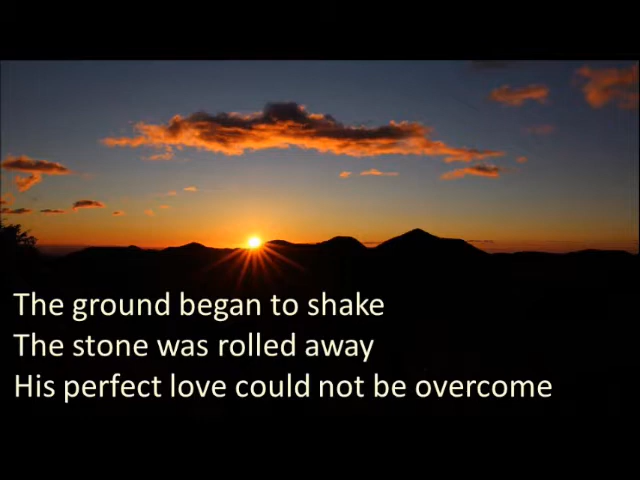 The ground began to shake
The stone was rolled away
His perfect love could not be overcome